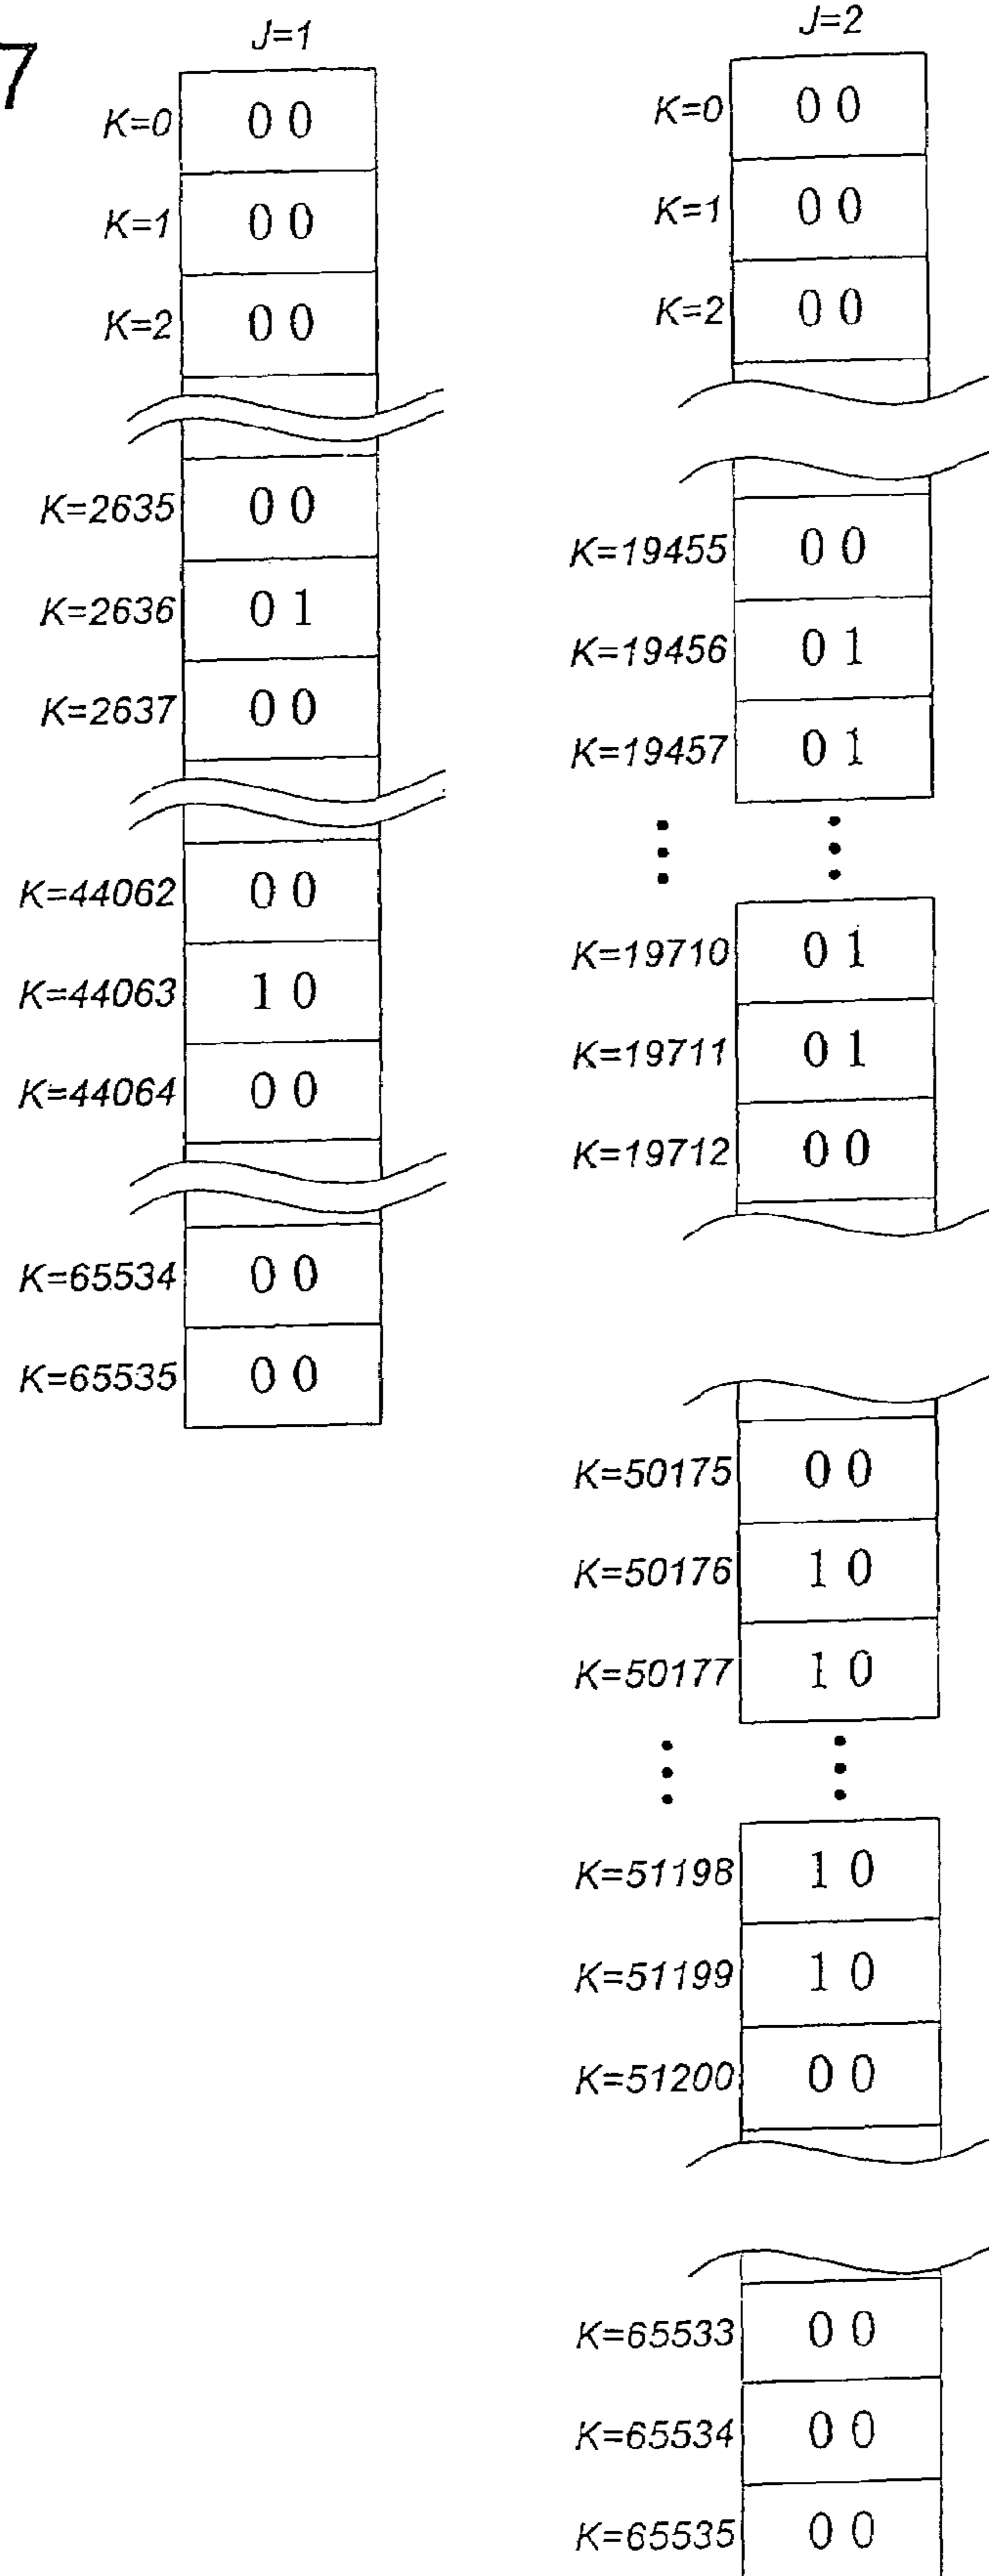 7
J=1
K=0 0 0
K=1 0 0
K=2 0 0
K=2635 0 0
K=2636 0 1
K=2637 0 0
K=44062 0 0
K=44063 1 0
K=44064 0 0
K=65534 0 0
K=65535 0 0
J=2
K=0 0 0
K=1 0 0
K=2 0 0
K=19455 0 0
K=19456 0 1
K=19457 0 1
K=19710 0 1
K=19711 0 1
K=19712 0 0
K=50175 0 0
K=50176 1 0
K=50177 1 0
K=51198 1 0
K=51199 1 0
K=51200 0 0
K=65533 0 0
K=65534 0 0
K=65535 0 0